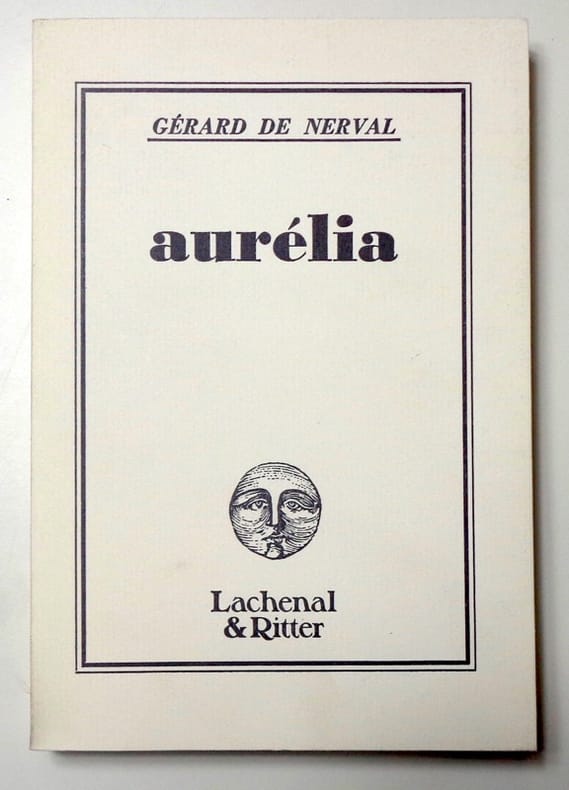 GÉRARD DE NERVAL
aurélia
Lachenal
& Ritter